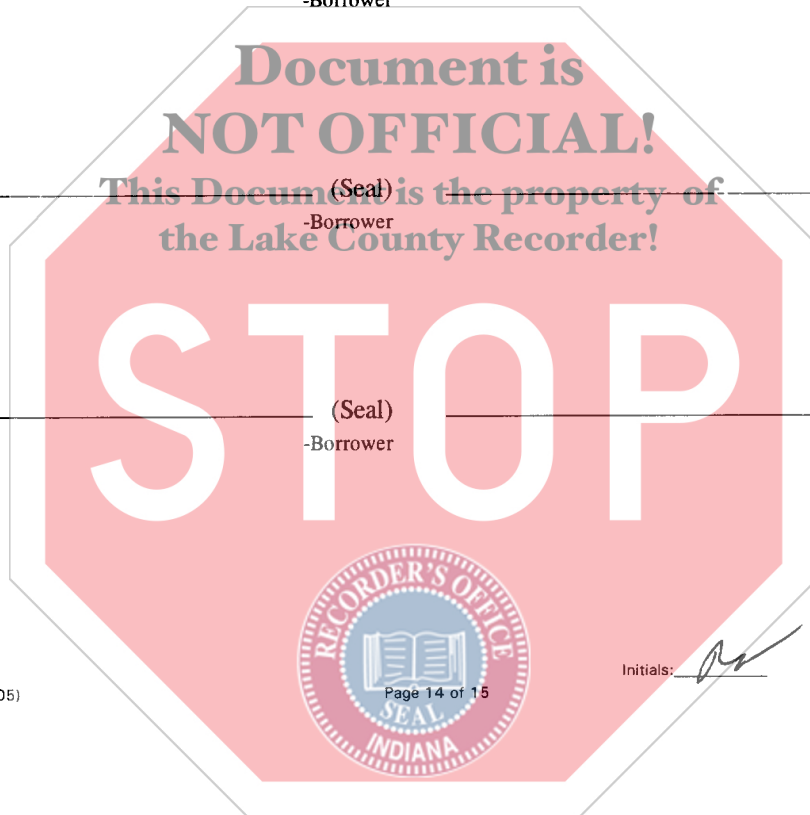 -Borrower
Document is
NOT OFFICIAL!
This Document is the property of
the Lake County Recorder!
(Seal)
-Borrower
STOP
(Seal)
-Borrower
RECORDER'S OFFICE
SEAL
INDIANA
Initials:
05)
Page 14 of 15